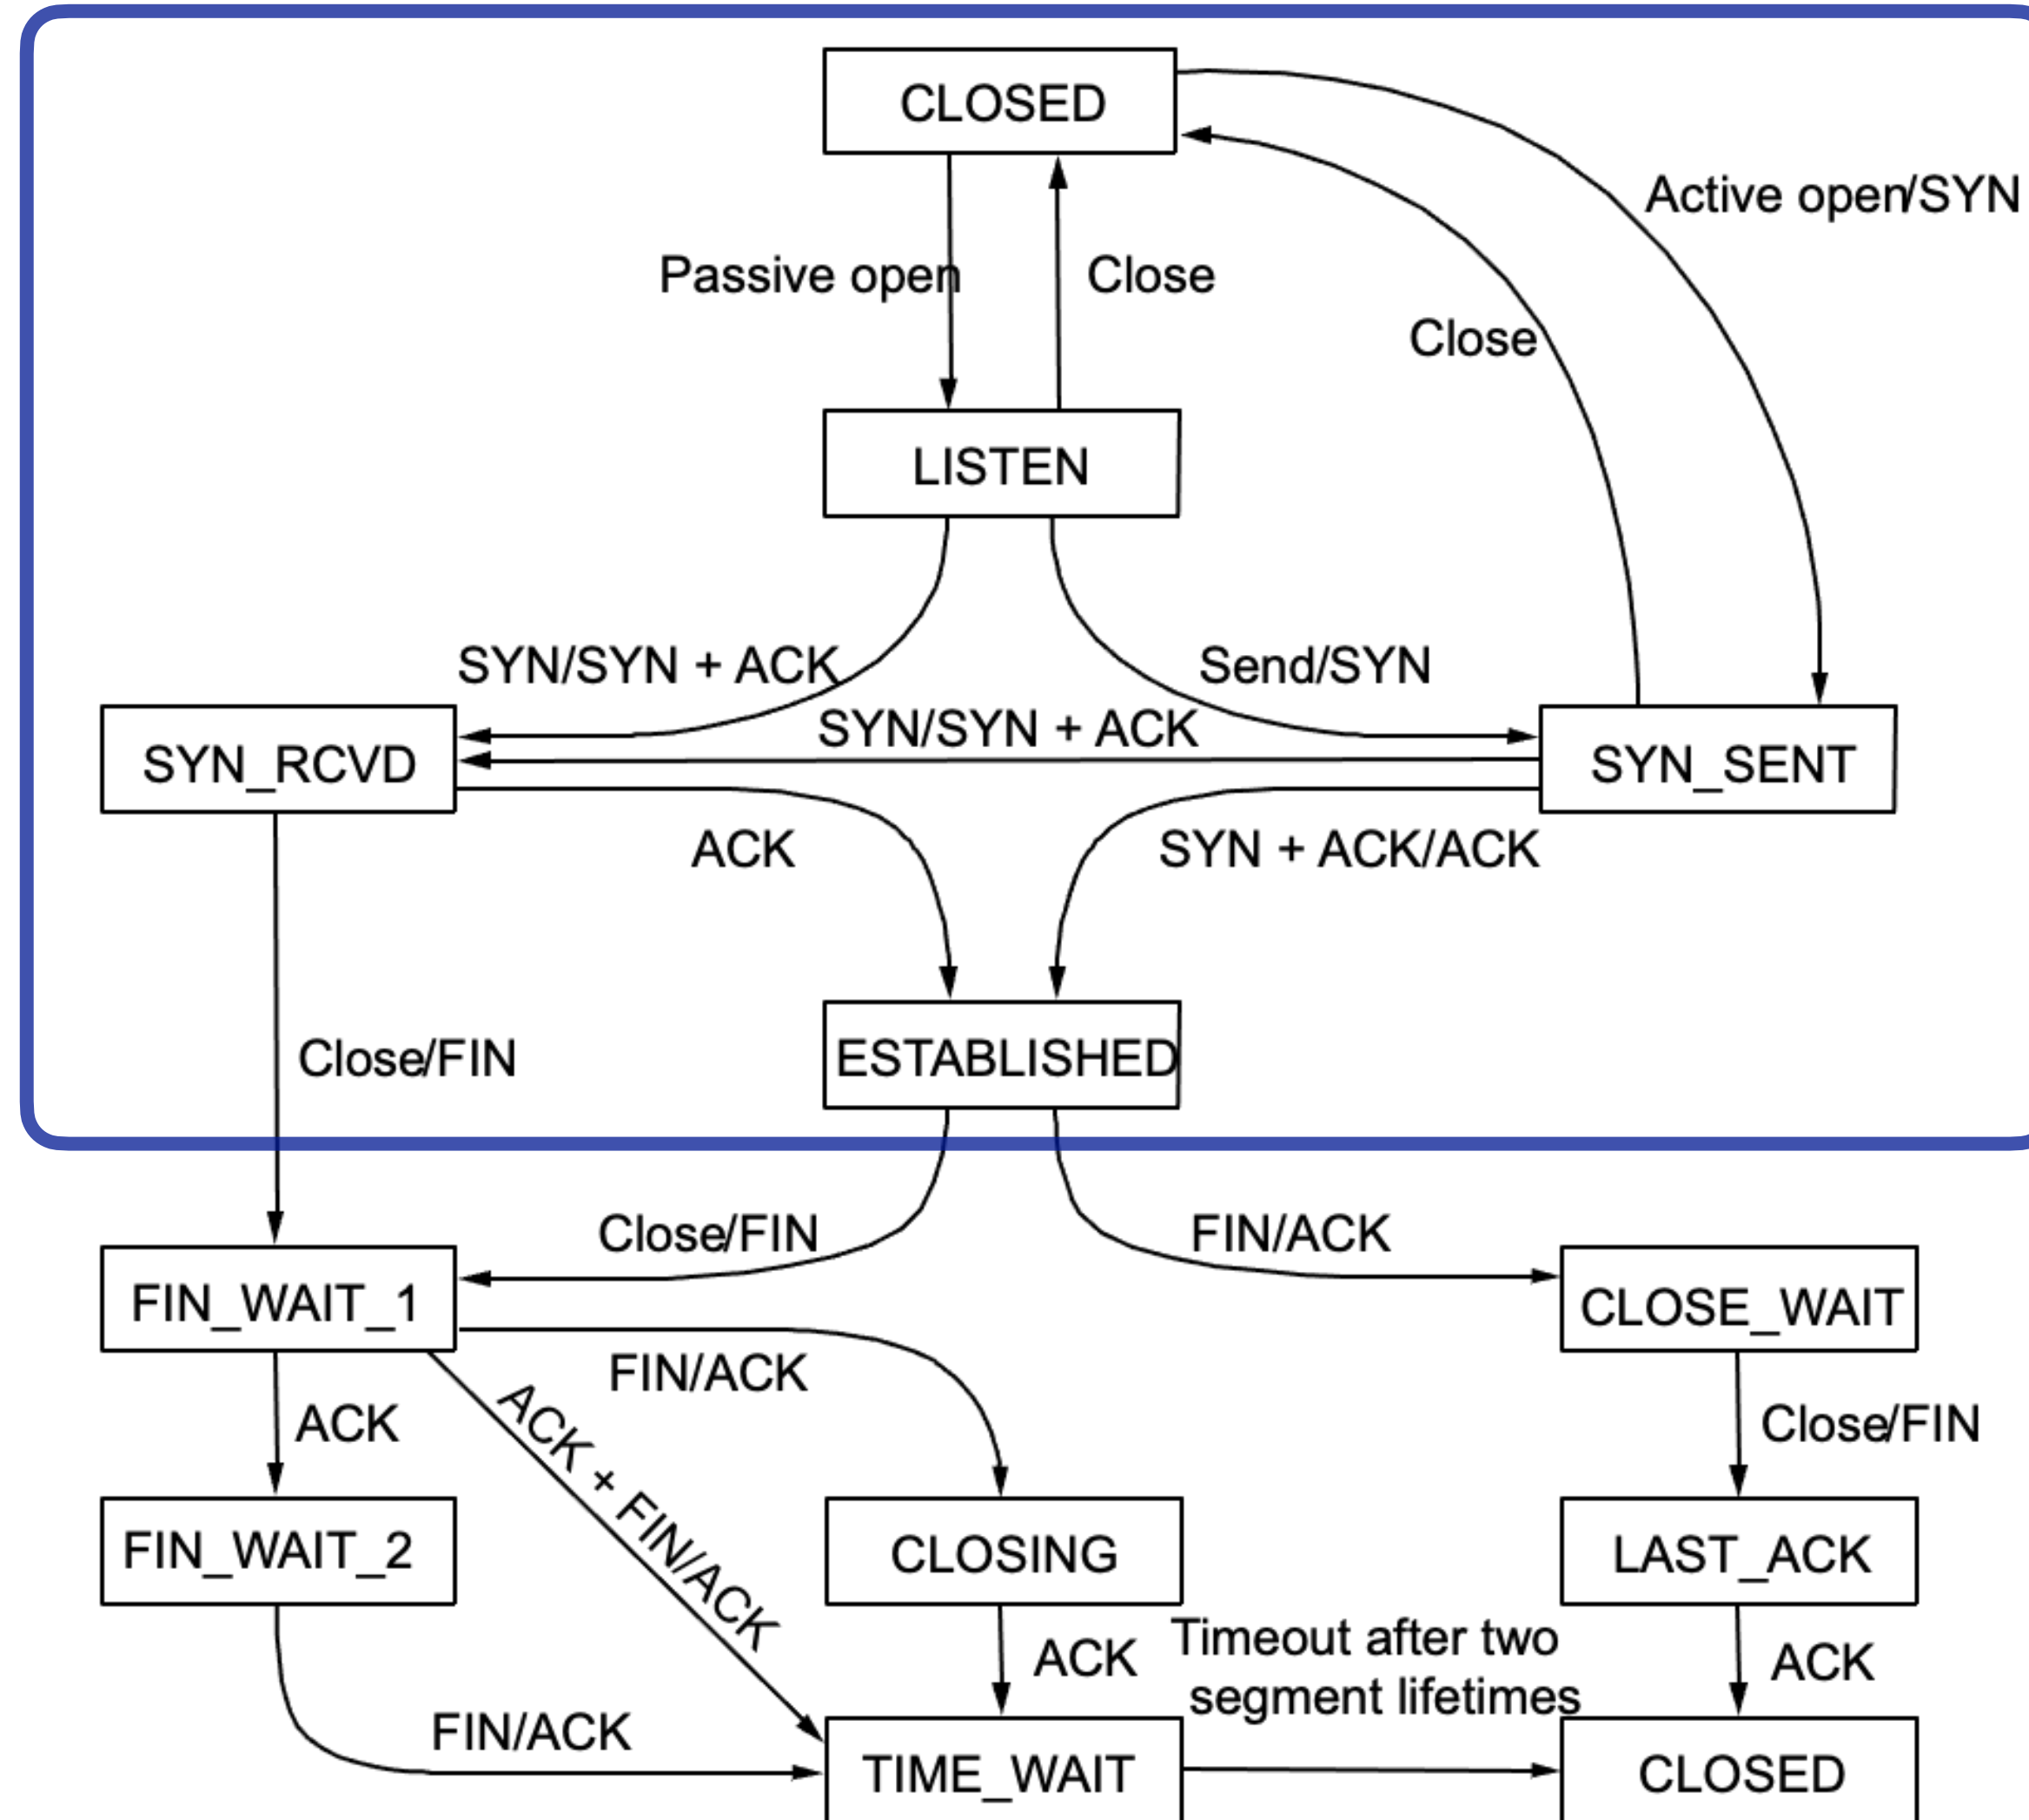 CLOSED
Active open/SYN
Passive open
Close
Close
LISTEN
SYN/SYN + ACK
Send/SYN
SYN/SYN + ACK
SYN_RCVD
SYN_SENT
ACK
SYN + ACK/ACK
Close/FIN
ESTABLISHED
Close/FIN
FIN/ACK
FIN_WAIT_1
CLOSE_WAIT
FIN/ACK
ACK
ACK + FIN/ACK
Close/FIN
FIN_WAIT_2
CLOSING
LAST_ACK
ACK
Timeout after two
segment lifetimes
ACK
FIN/ACK
TIME_WAIT
CLOSED